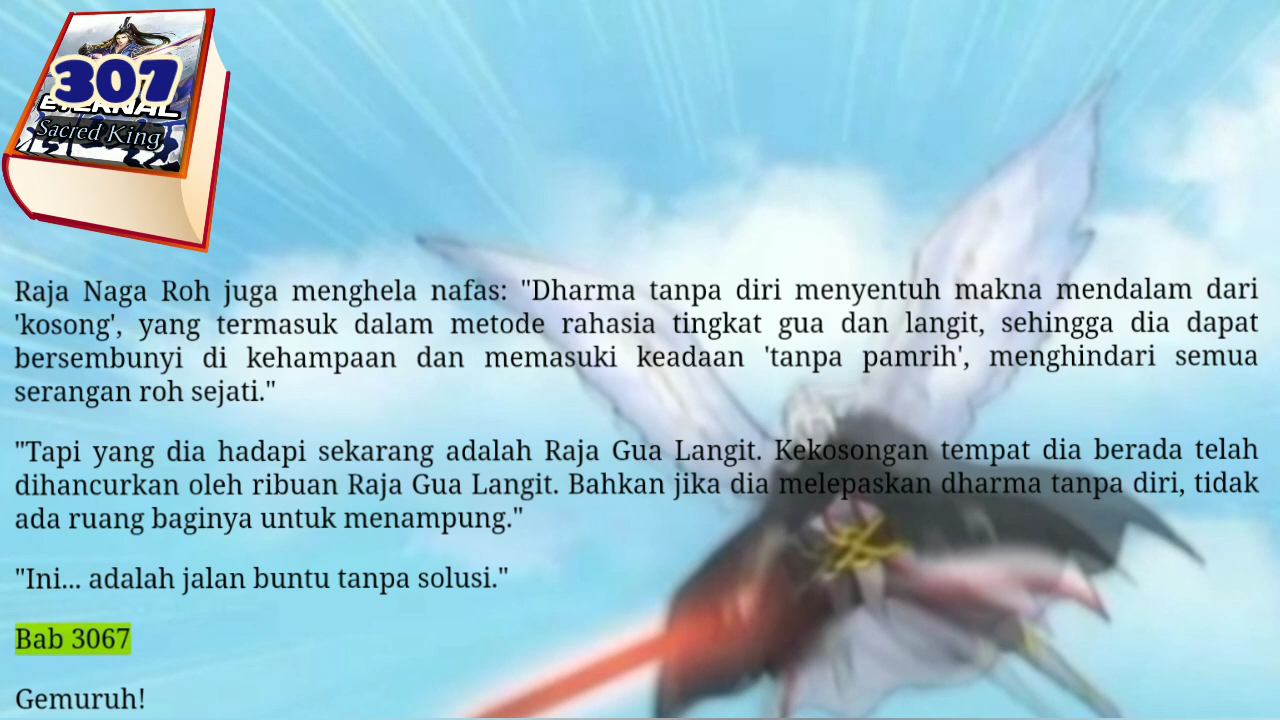 307
ETERNAL
Sacred King
Raja Naga Roh juga menghela nafas: "Dharma tanpa diri menyentuh makna mendalam dari
'kosong', yang termasuk dalam metode rahasia tingkat gua dan langit, sehingga dia dapat
bersembunyi di kehampaan dan memasuki keadaan 'tanpa pamrih', menghindari semua
serangan roh sejati."
"Tapi yang dia hadapi sekarang adalah Raja Gua Langit. Kekosongan tempat dia berada telah
dihancurkan oleh ribuan Raja Gua Langit. Bahkan jika dia melepaskan dharma tanpa diri, tidak
ada ruang baginya untuk menampung."
"Ini... adalah jalan buntu tanpa solusi."
Bab 3067
Gemuruh!